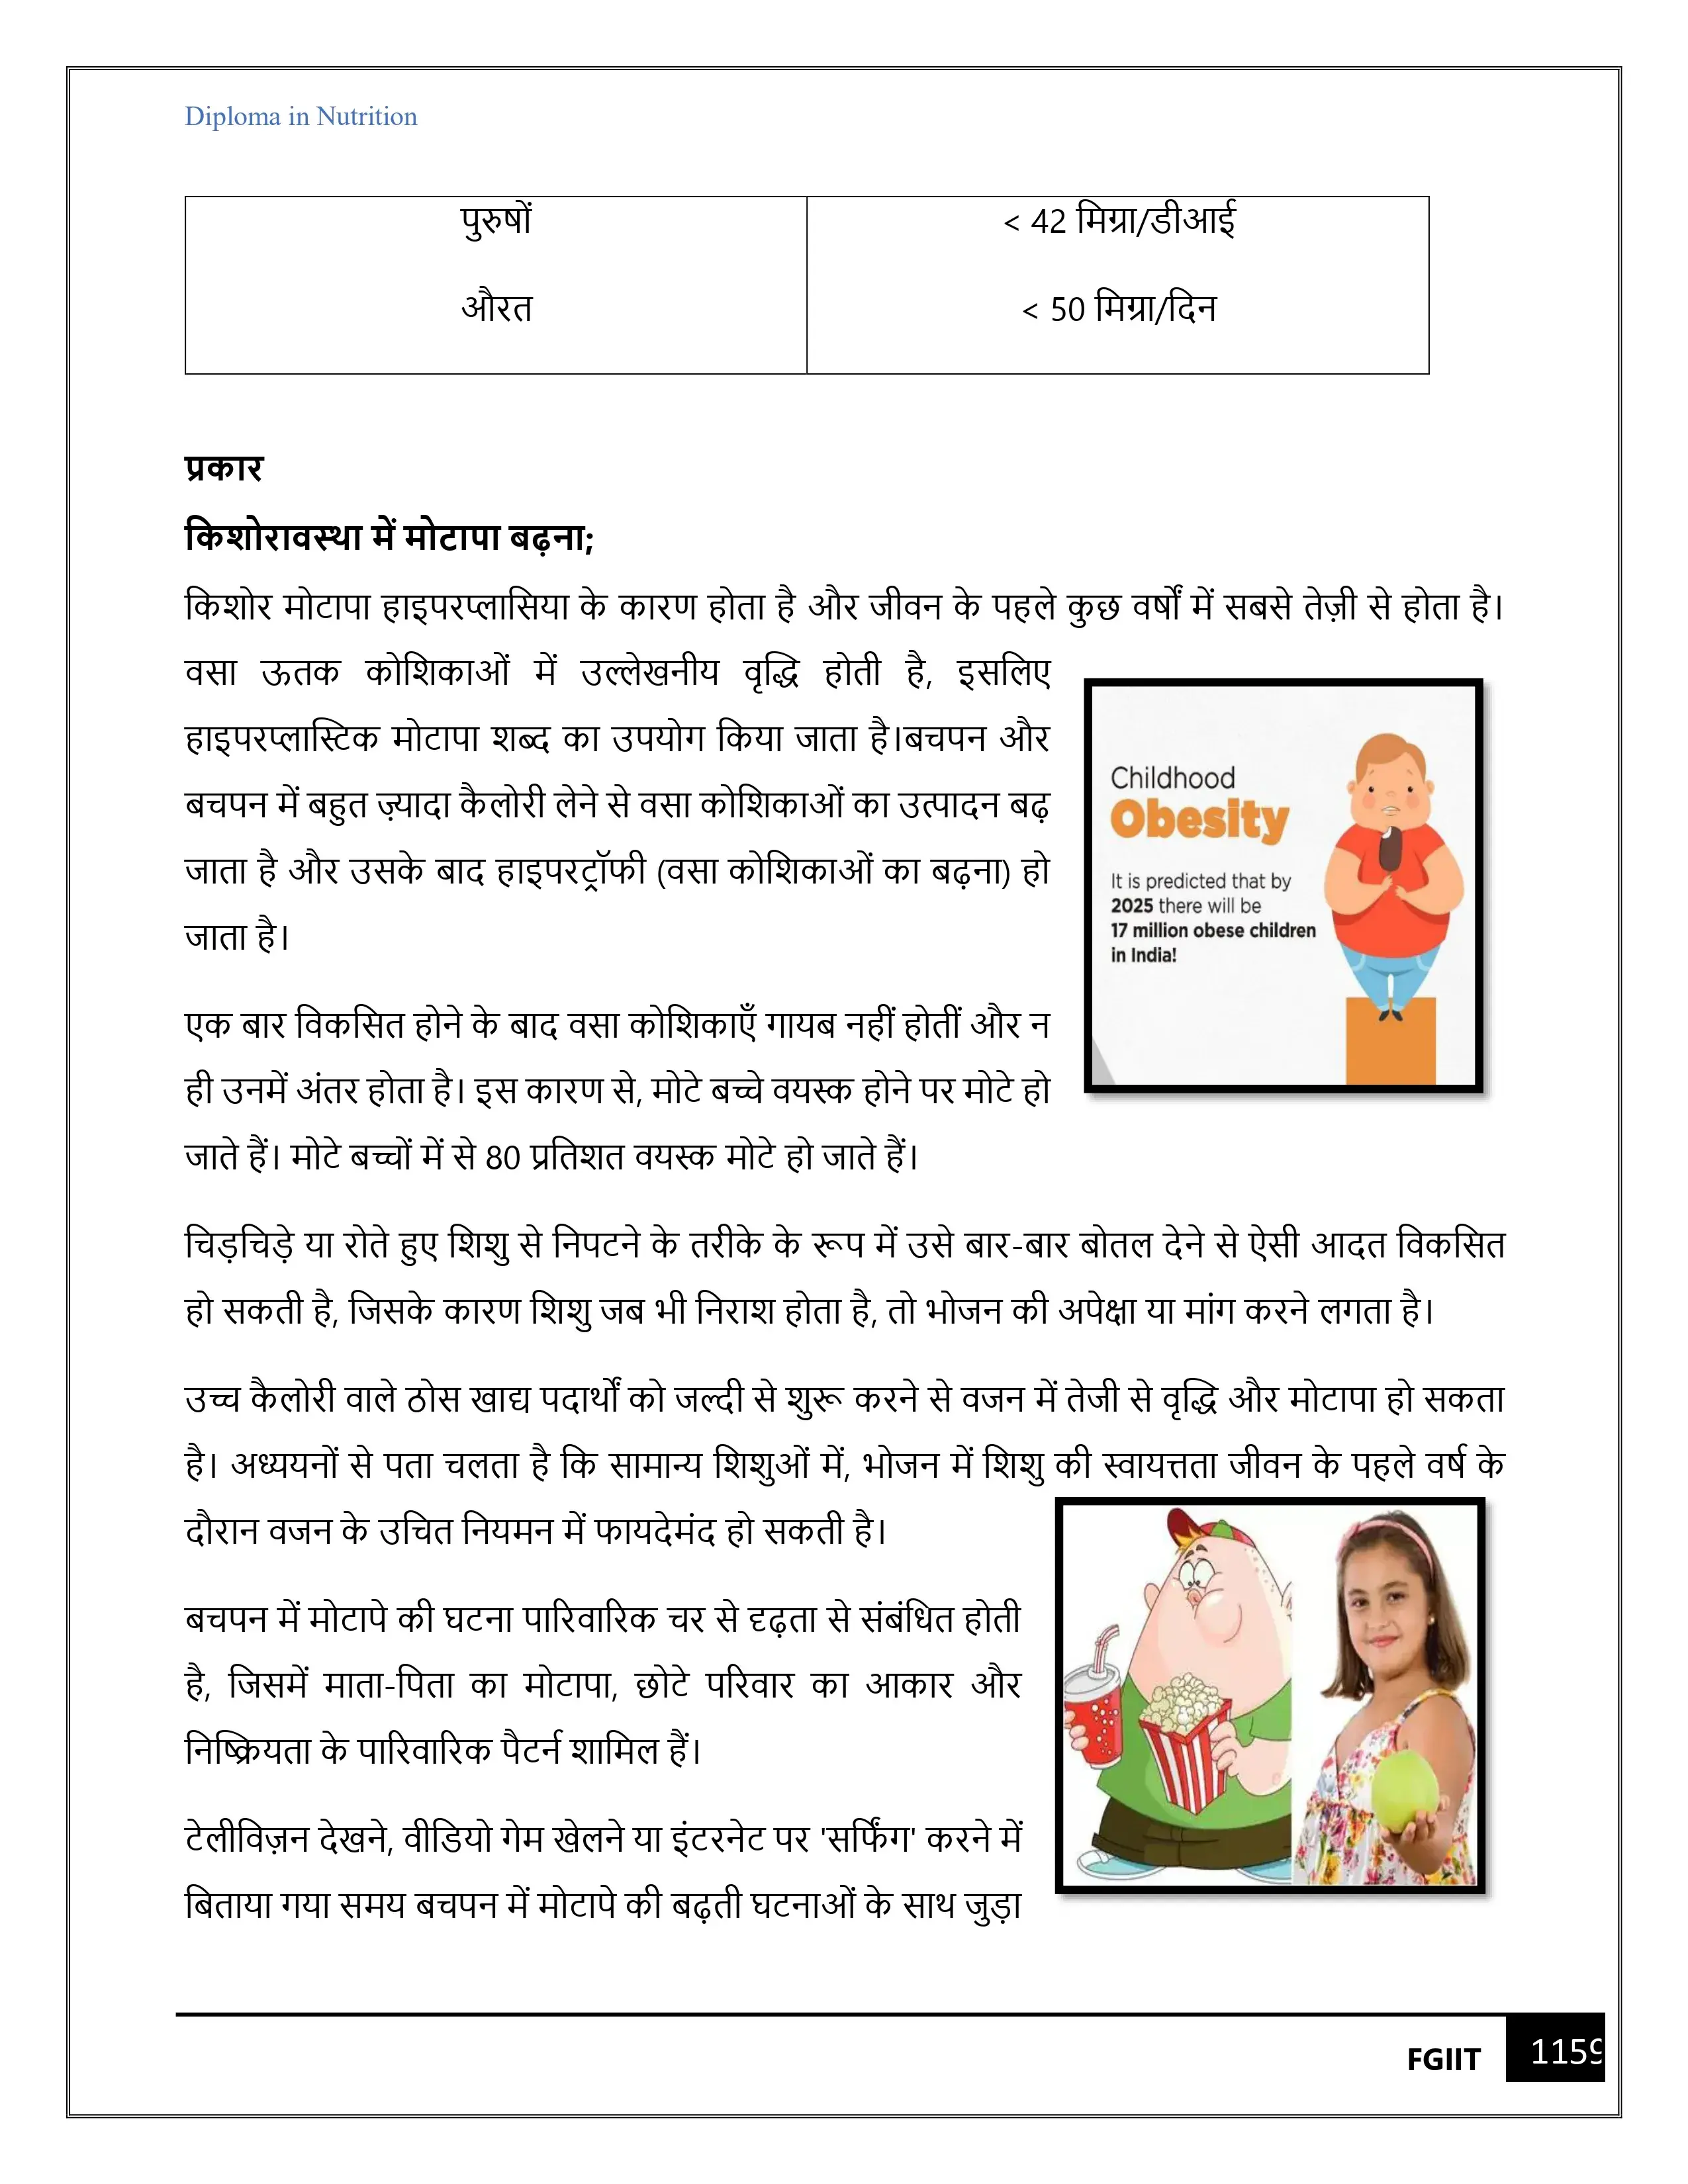 Diploma in Nutrition
पुरुषों
< 42 मिग्रा/डीआई
औरत
< 50 मिग्रा/दिन
प्रकार
किशोरावस्था में मोटापा बढ़ना;
किशोर मोटापा हाइपरप्लासिया के कारण होता है और जीवन के पहले कुछ वर्षों में सबसे तेज़ी से होता है।
वसा ऊतक कोशिकाओं में उल्लेखनीय वृद्धि होती है, इसलिए
हाइपरप्लास्टिक मोटापा शब्द का उपयोग किया जाता है।बचपन और
बचपन में बहुत ज़्यादा कैलोरी लेने से वसा कोशिकाओं का उत्पादन बढ़
जाता है और उसके बाद हाइपरट्रॉफी (वसा कोशिकाओं का बढ़ना) हो
जाता है।
Childhood
Obesity
It is predicted that by
2025 there will be
17 million obese children
in India!
एक बार विकसित होने के बाद वसा कोशिकाएँ गायब नहीं होतीं और न
ही उनमें अंतर होता है। इस कारण से, मोटे बच्चे वयस्क होने पर मोटे हो
जाते हैं। मोटे बच्चों में से 80 प्रतिशत वयस्क मोटे हो जाते हैं।
चिड़चिड़े या रोते हुए शिशु से निपटने के तरीके के रूप में उसे बार-बार बोतल देने से ऐसी आदत विकसित
हो सकती है, जिसके कारण शिशु जब भी निराश होता है, तो भोजन की अपेक्षा या मांग करने लगता है।
उच्च कैलोरी वाले ठोस खाद्य पदार्थों को जल्दी से शुरू करने से वजन में तेजी से वृद्धि और मोटापा हो सकता
है। अध्ययनों से पता चलता है कि सामान्य शिशुओं में, भोजन में शिशु की स्वायत्तता जीवन के पहले वर्ष के
दौरान वजन के उचित नियमन में फायदेमंद हो सकती है।
बचपन में मोटापे की घटना पारिवारिक चर से दृढ़ता से संबंधित होती
है, जिसमें माता-पिता का मोटापा, छोटे परिवार का आकार और
निष्क्रियता के पारिवारिक पैटर्न शामिल हैं।
टेलीविज़न देखने, वीडियो गेम खेलने या इंटरनेट पर 'सर्फिंग' करने में
बिताया गया समय बचपन में मोटापे की बढ़ती घटनाओं के साथ जुड़ा
FGIIT
1159